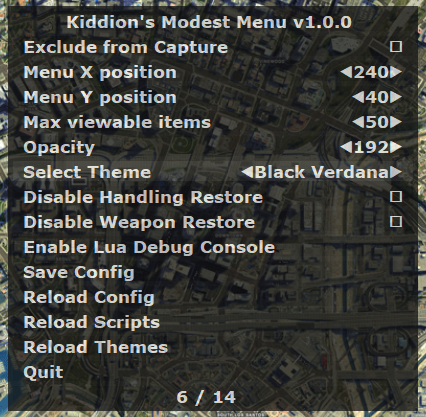 Kiddion's Modest Menu v1.0.0
Exclude from Capture
Menu X position ◀240▶
Menu Y position ◀40▶
Max viewable items ◀50▶
Opacity ◀192▶
Select Theme ◀Black Verdana▶
Disable Handling Restore
Disable Weapon Restore
Enable Lua Debug Console
Save Config
Reload Config
Reload Scripts
Reload Themes
Quit
6 / 14